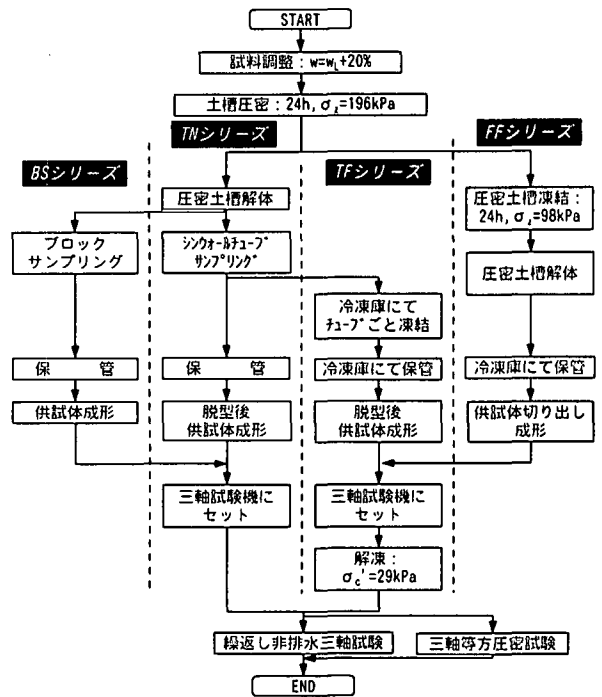 START
試料調整：w=wL+20%
土槽圧密：24h, σz=196kPa
TNシリーズ
FFシリーズ
BSシリーズ
TFシリーズ
圧密土槽解体
圧密土槽凍結：
24h, σz=98kPa
ブロック
サンプリング
シンウォールチューブ
サンプリング
圧密土槽解体
冷凍庫にて
チューブごと凍結
保　　管
保　　管
冷凍庫にて保管
冷凍庫にて保管
供試体成形
脱型後
供試体成形
脱型後
供試体成形
供試体切り出し
成形
三軸試験機に
セット
三軸試験機に
セット
解凍：
σc'=29kPa
繰返し非排水三軸試験
三軸等方圧密試験
END